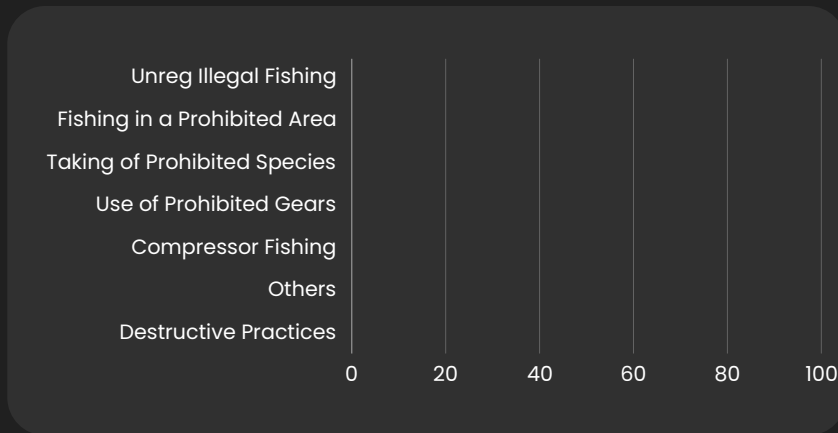 Unreg Illegal Fishing
Fishing in a Prohibited Area
Taking of Prohibited Species
Use of Prohibited Gears
Compressor Fishing
Others
Destructive Practices
0 20 40 60 80 100